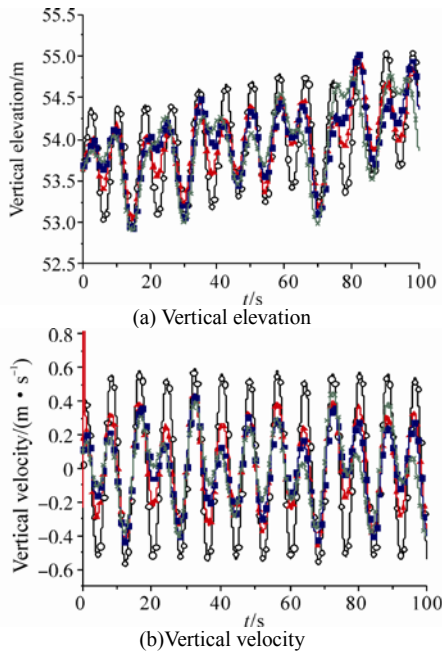 55.5
55.0
54.5
54.0
53.5
53.0
52.5
Vertical elevation/m
0 20 40 60 80 100
t/s
(a) Vertical elevation
0.8
0.6
0.4
0.2
0
−0.2
−0.4
−0.6
Vertical velocity/(m·s⁻¹)
0 20 40 60 80 100
t/s
(b)Vertical velocity